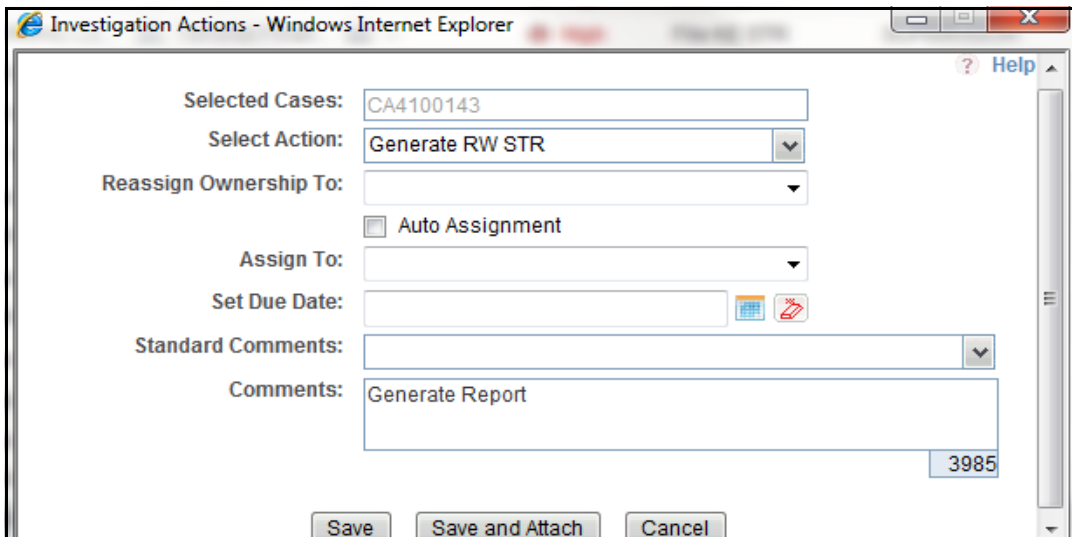 Investigation Actions - Windows Internet Explorer
? Help
Selected Cases: CA4100143
Select Action: Generate RW STR
Reassign Ownership To:
Auto Assignment
Assign To:
Set Due Date:
Standard Comments:
Comments: Generate Report
3985
Save Save and Attach Cancel